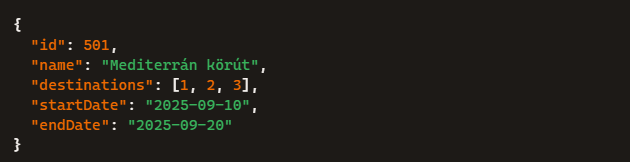 {
  "id": 501,
  "name": "Mediterrán körút",
  "destinations": [1, 2, 3],
  "startDate": "2025-09-10",
  "endDate": "2025-09-20"
}